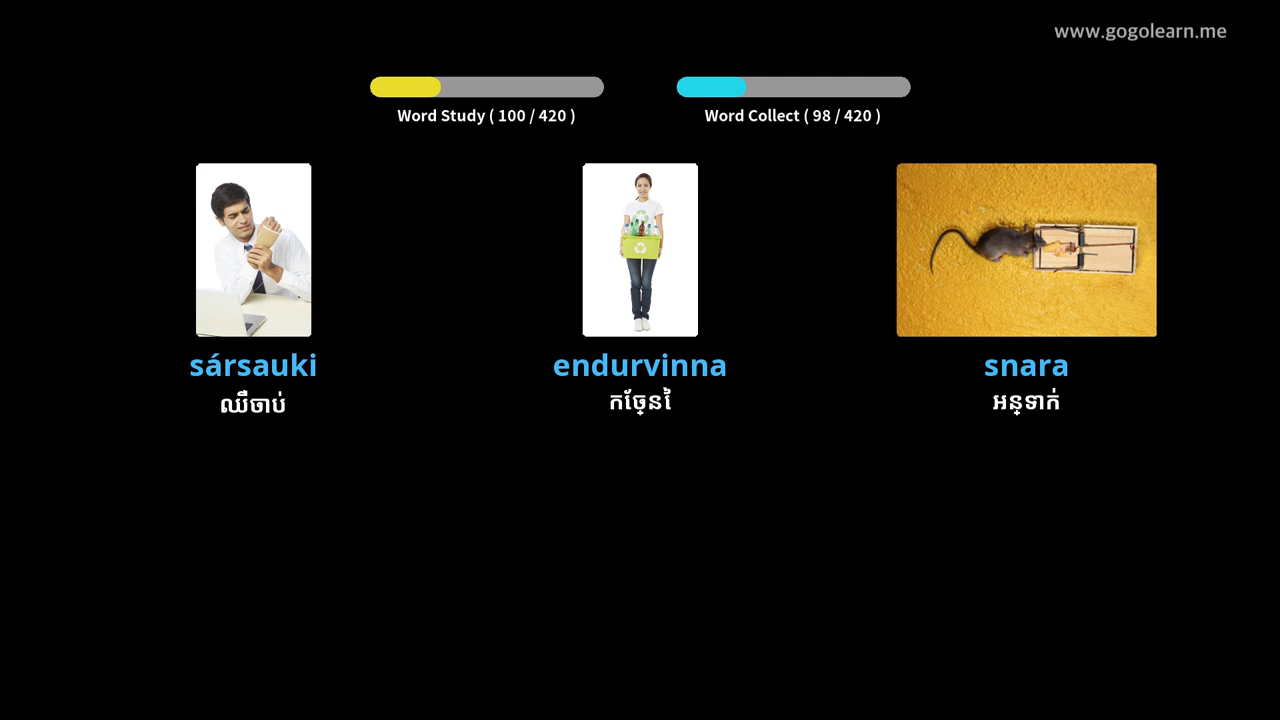 www.gogolearn.me
Word Study ( 100 / 420 )
Word Collect ( 98 / 420 )
sársauki
endurvinna
snara
ឈឺចាប់
កច្នៃ
អន្ទាក់